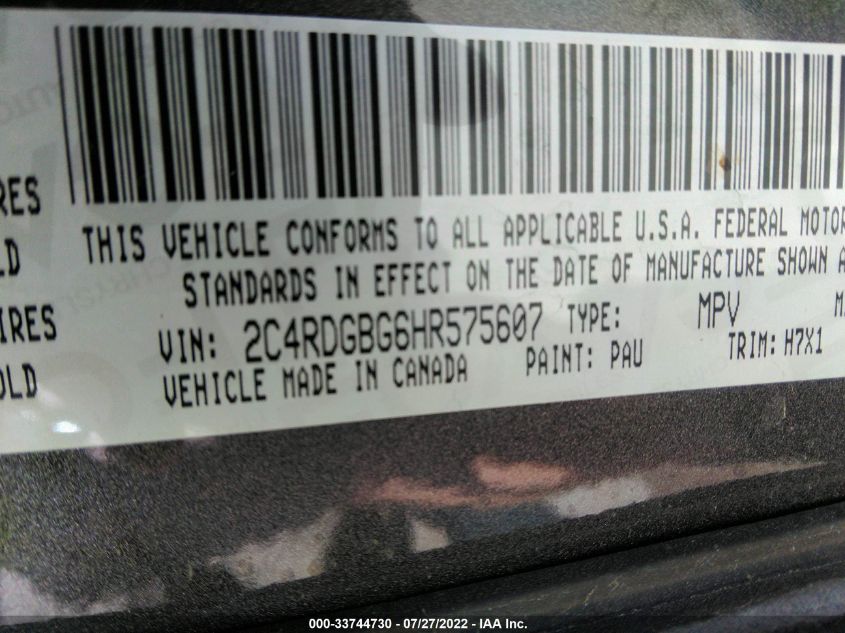 RES
LD
IRES
OLD
THIS VEHICLE CONFORMS TO ALL APPLICABLE U.S.A. FEDERAL MOTOR
STANDARDS IN EFFECT ON THE DATE OF MANUFACTURE SHOWN A
VIN: 2C4RDGBG6HR575607 TYPE: MPV M
VEHICLE MADE IN CANADA PAINT: PAU TRIM: H7X1
000-33744730 - 07/27/2022 - IAA Inc.